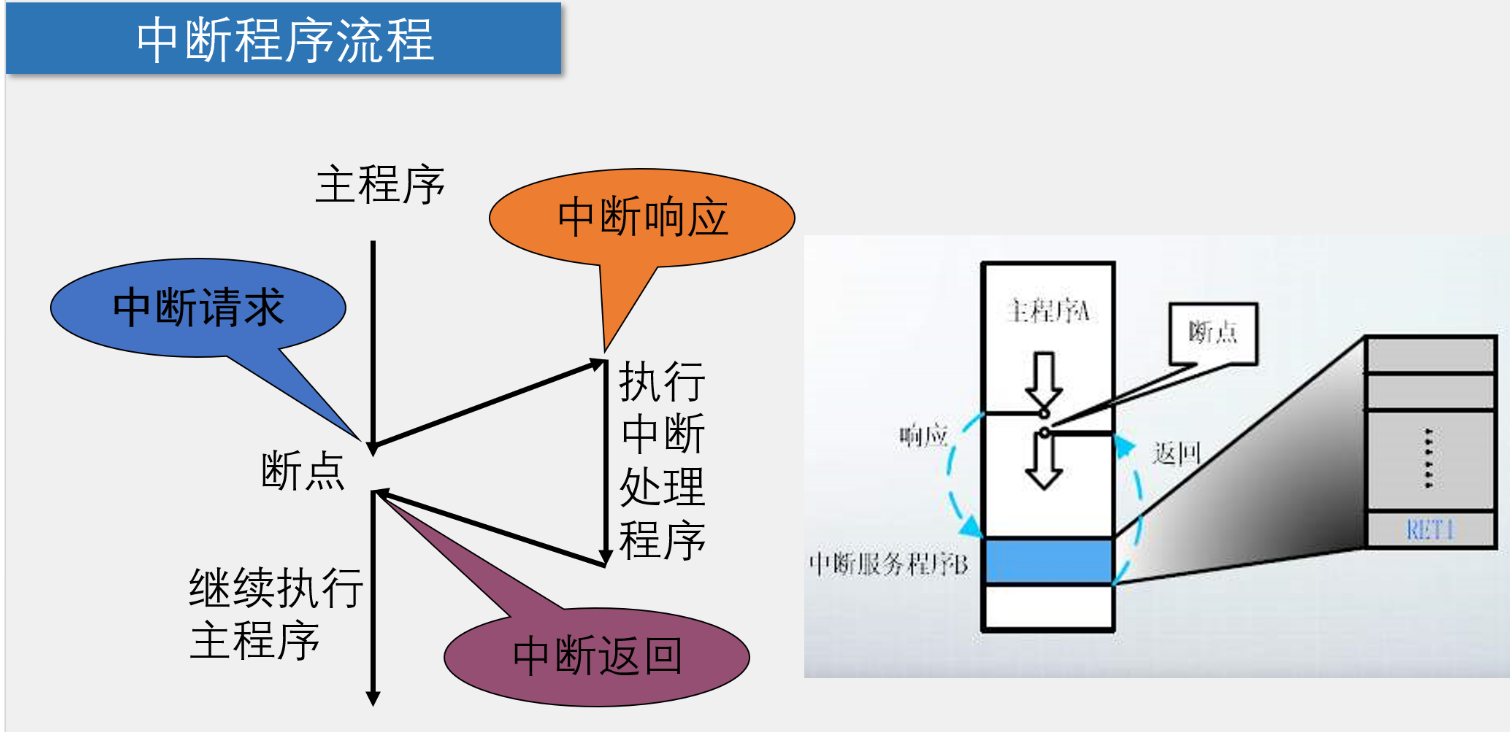 中断程序流程
主程序
中断响应
中断请求
执行
中断
处理
程序
断点
继续执行
主程序
中断返回
主程序A
断点
响应
返回
中断服务程序B
RETI